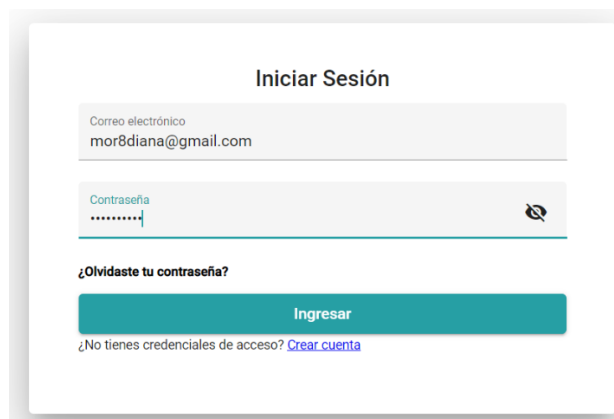 Iniciar Sesión
Correo electrónico
mor8diana@gmail.com
Contraseña
••••••••••
¿Olvidaste tu contraseña?
Ingresar
¿No tienes credenciales de acceso? Crear cuenta